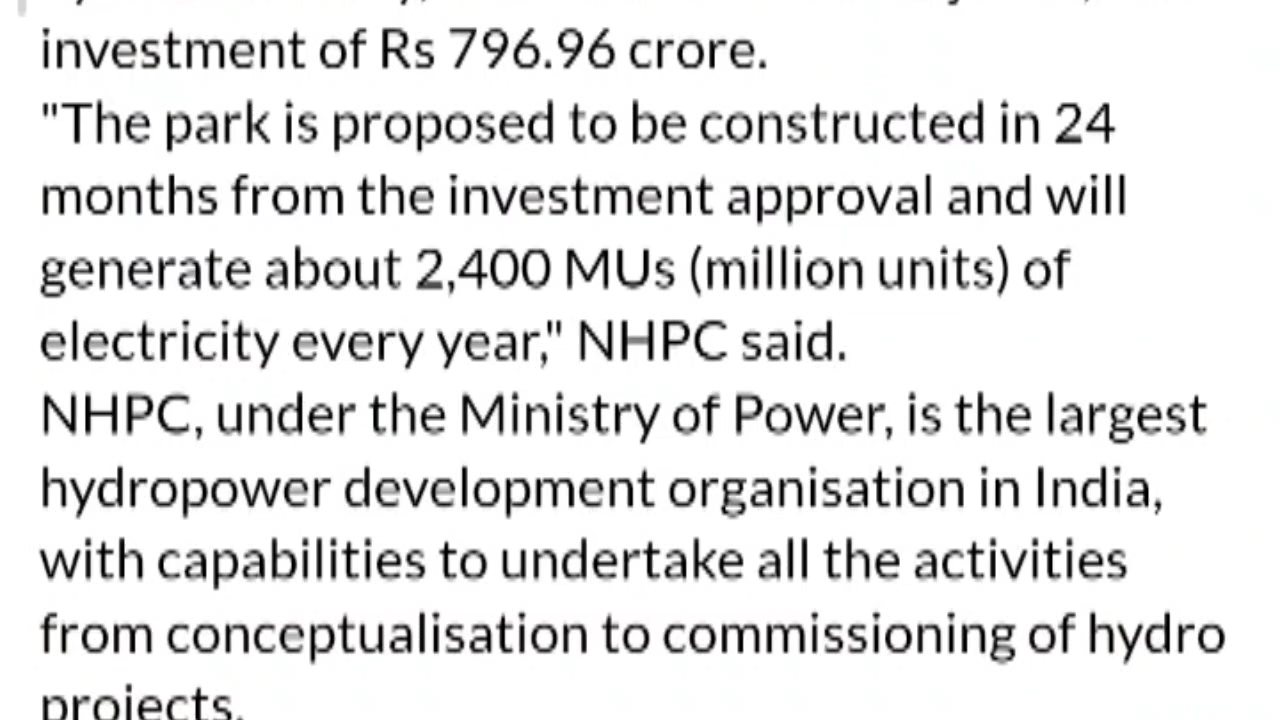 investment of Rs 796.96 crore.
"The park is proposed to be constructed in 24
months from the investment approval and will
generate about 2,400 MUs (million units) of
electricity every year," NHPC said.
NHPC, under the Ministry of Power, is the largest
hydropower development organisation in India,
with capabilities to undertake all the activities
from conceptualisation to commissioning of hydro
projects.